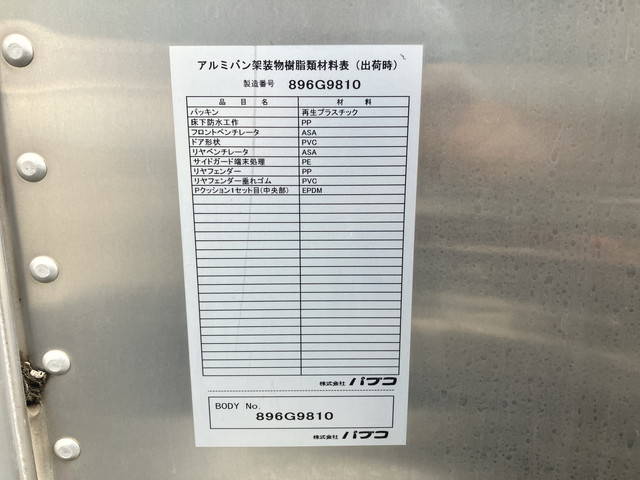 アルミバン架装物樹脂類材料表（出荷時）
製造番号 896G9810
品目名 材料
パッキン 再生プラスチック
床下防水工作 PP
フロントベンチレータ ASA
ドア形状 PVC
リヤベンチレータ ASA
サイドガード端末処理 PE
リヤフェンダー PP
リヤフェンダー垂れゴム PVC
Pクッション1セット目(中央部) EPDM
株式会社 パブコ
BODY No.
896G9810
株式会社 パブコ